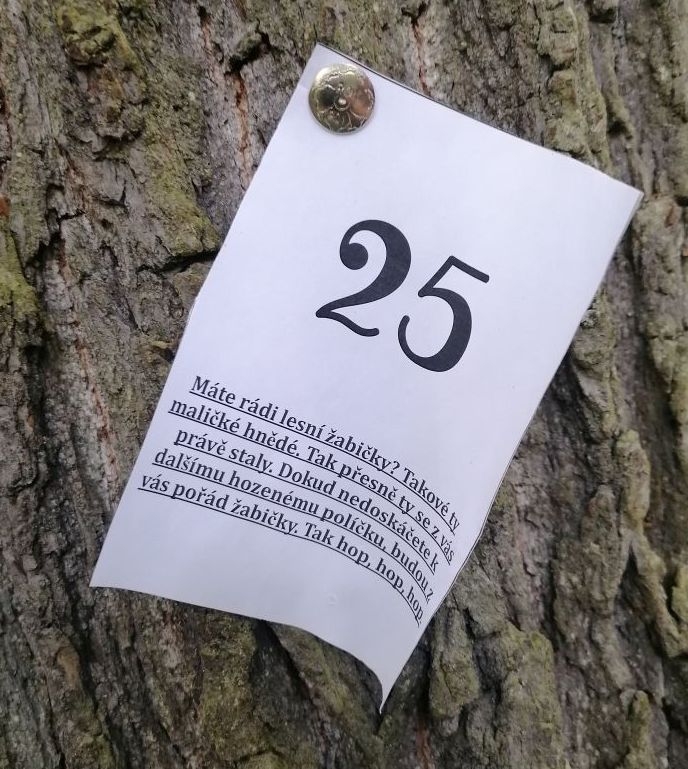 25
Máte rádi lesní žabičky? Takové ty
maličké hnědé. Tak přesně ty se z vás
právě staly. Dokud nedoskáčete k
dalšímu hozenému políčku, budou z
vás pořád žabičky. Tak hop, hop, hop